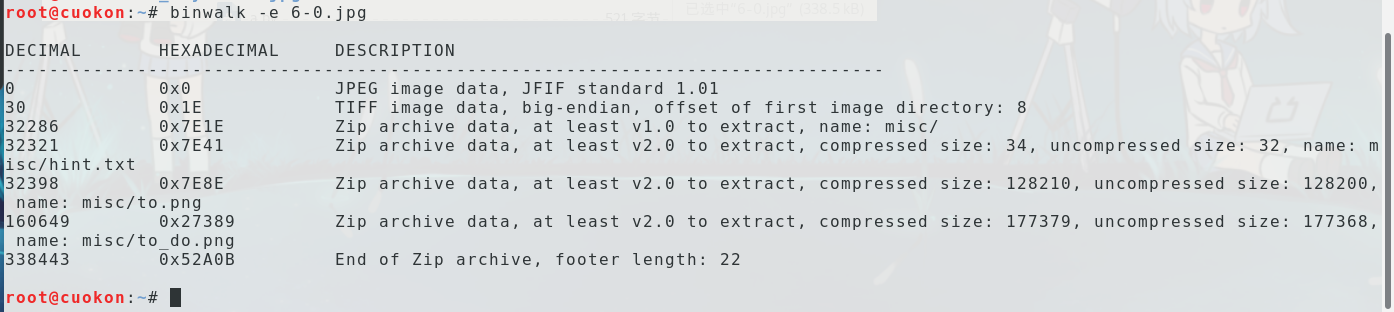 root@cuokon:~# binwalk -e 6-0.jpg
DECIMAL       HEXADECIMAL     DESCRIPTION
--------------------------------------------------------------------------------
0             0x0             JPEG image data, JFIF standard 1.01
30            0x1E            TIFF image data, big-endian, offset of first image directory: 8
32286         0x7E1E          Zip archive data, at least v1.0 to extract, name: misc/
32321         0x7E41          Zip archive data, at least v2.0 to extract, compressed size: 34, uncompressed size: 32, name: m
isc/hint.txt
32398         0x7E8E          Zip archive data, at least v2.0 to extract, compressed size: 128210, uncompressed size: 128200,
 name: misc/to.png
160649        0x27389         Zip archive data, at least v2.0 to extract, compressed size: 177379, uncompressed size: 177368,
 name: misc/to_do.png
338443        0x52A0B         End of Zip archive, footer length: 22
root@cuokon:~#